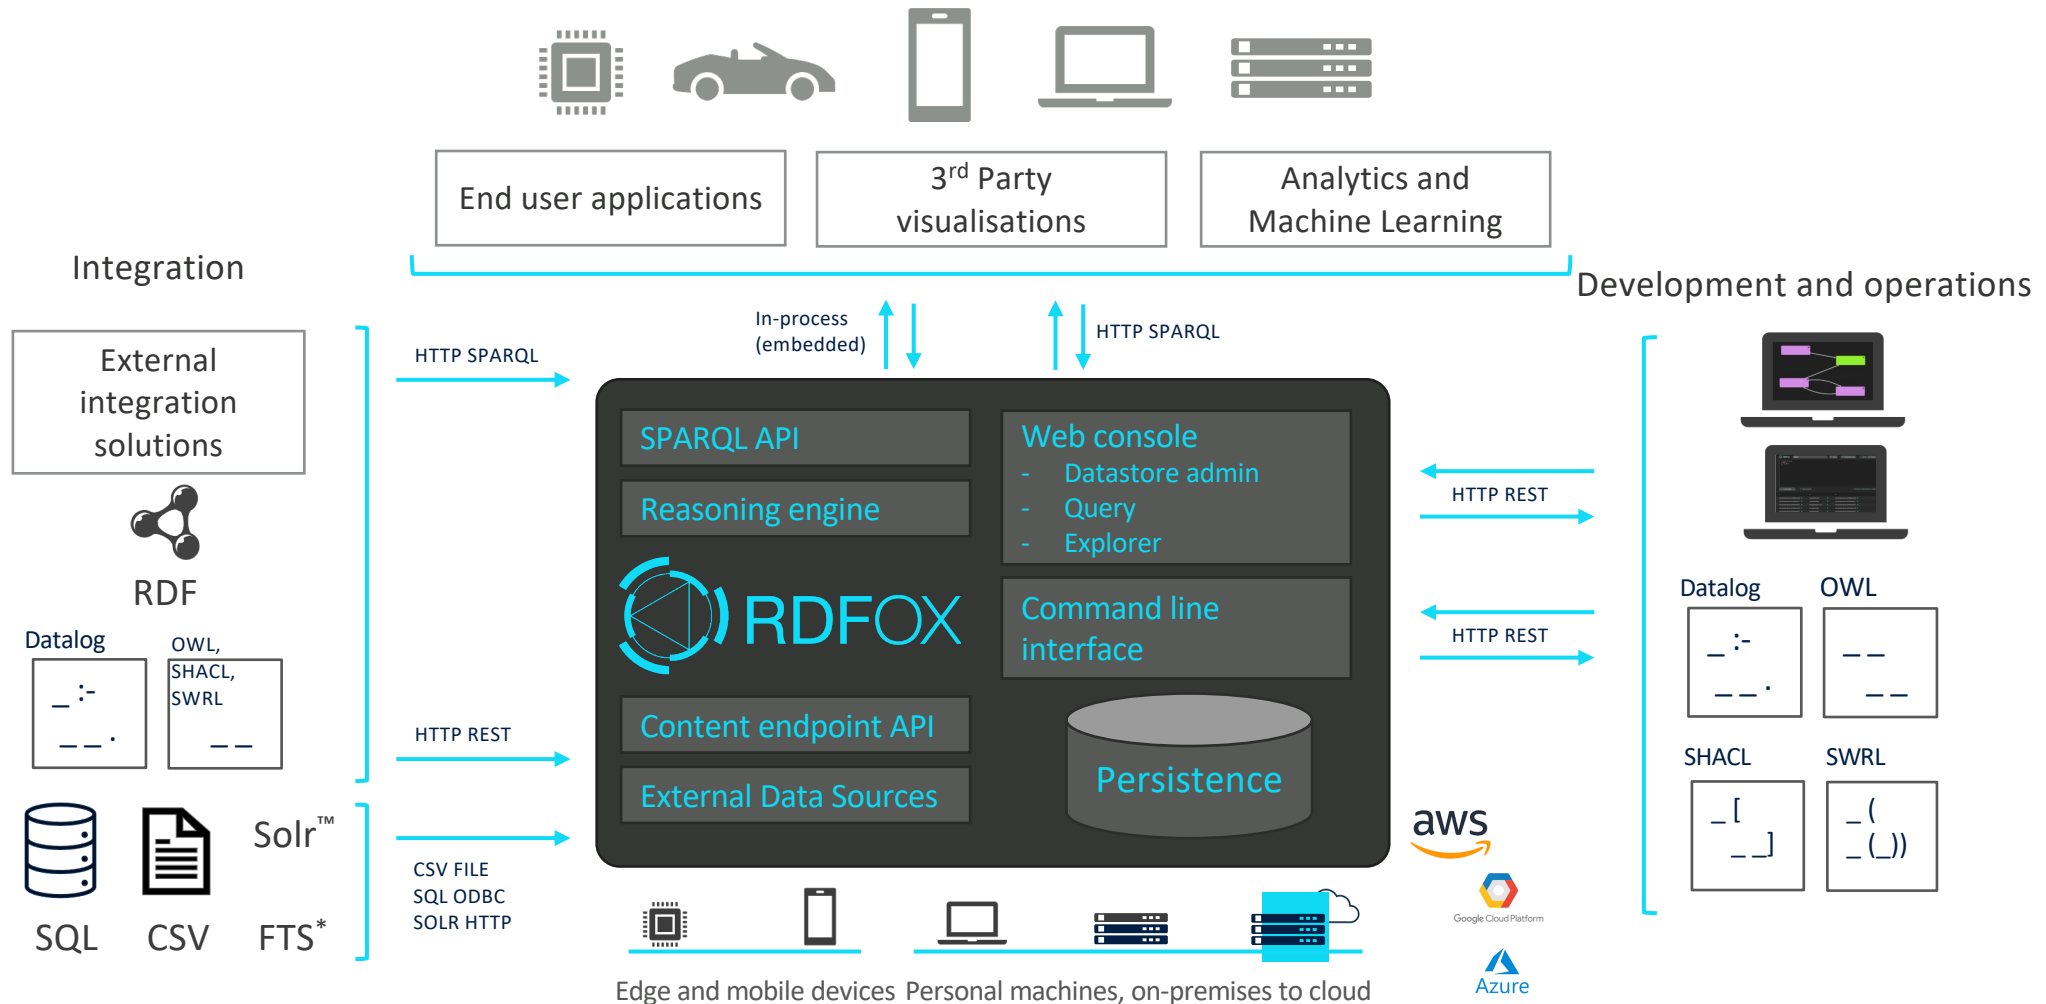 End user applications
3rd Party
visualisations
Analytics and
Machine Learning
Integration
Development and operations
External
integration
solutions
RDF
Datalog
_ :-
_ _ .
OWL,
SHACL,
SWRL
_ _
SQL
CSV
Solr™
FTS*
HTTP SPARQL
HTTP REST
CSV FILE
SQL ODBC
SOLR HTTP
In-process
(embedded)
HTTP SPARQL
SPARQL API
Reasoning engine
RDFOX
Content endpoint API
External Data Sources
Web console
- Datastore admin
- Query
- Explorer
Command line
interface
Persistence
HTTP REST
HTTP REST
Datalog
_ :-
_ _ .
OWL
_ _
_ _
SHACL
_ [
_ _]
SWRL
_ (
_ (_))
aws
Google Cloud Platform
Azure
Edge and mobile devices
Personal machines, on-premises to cloud